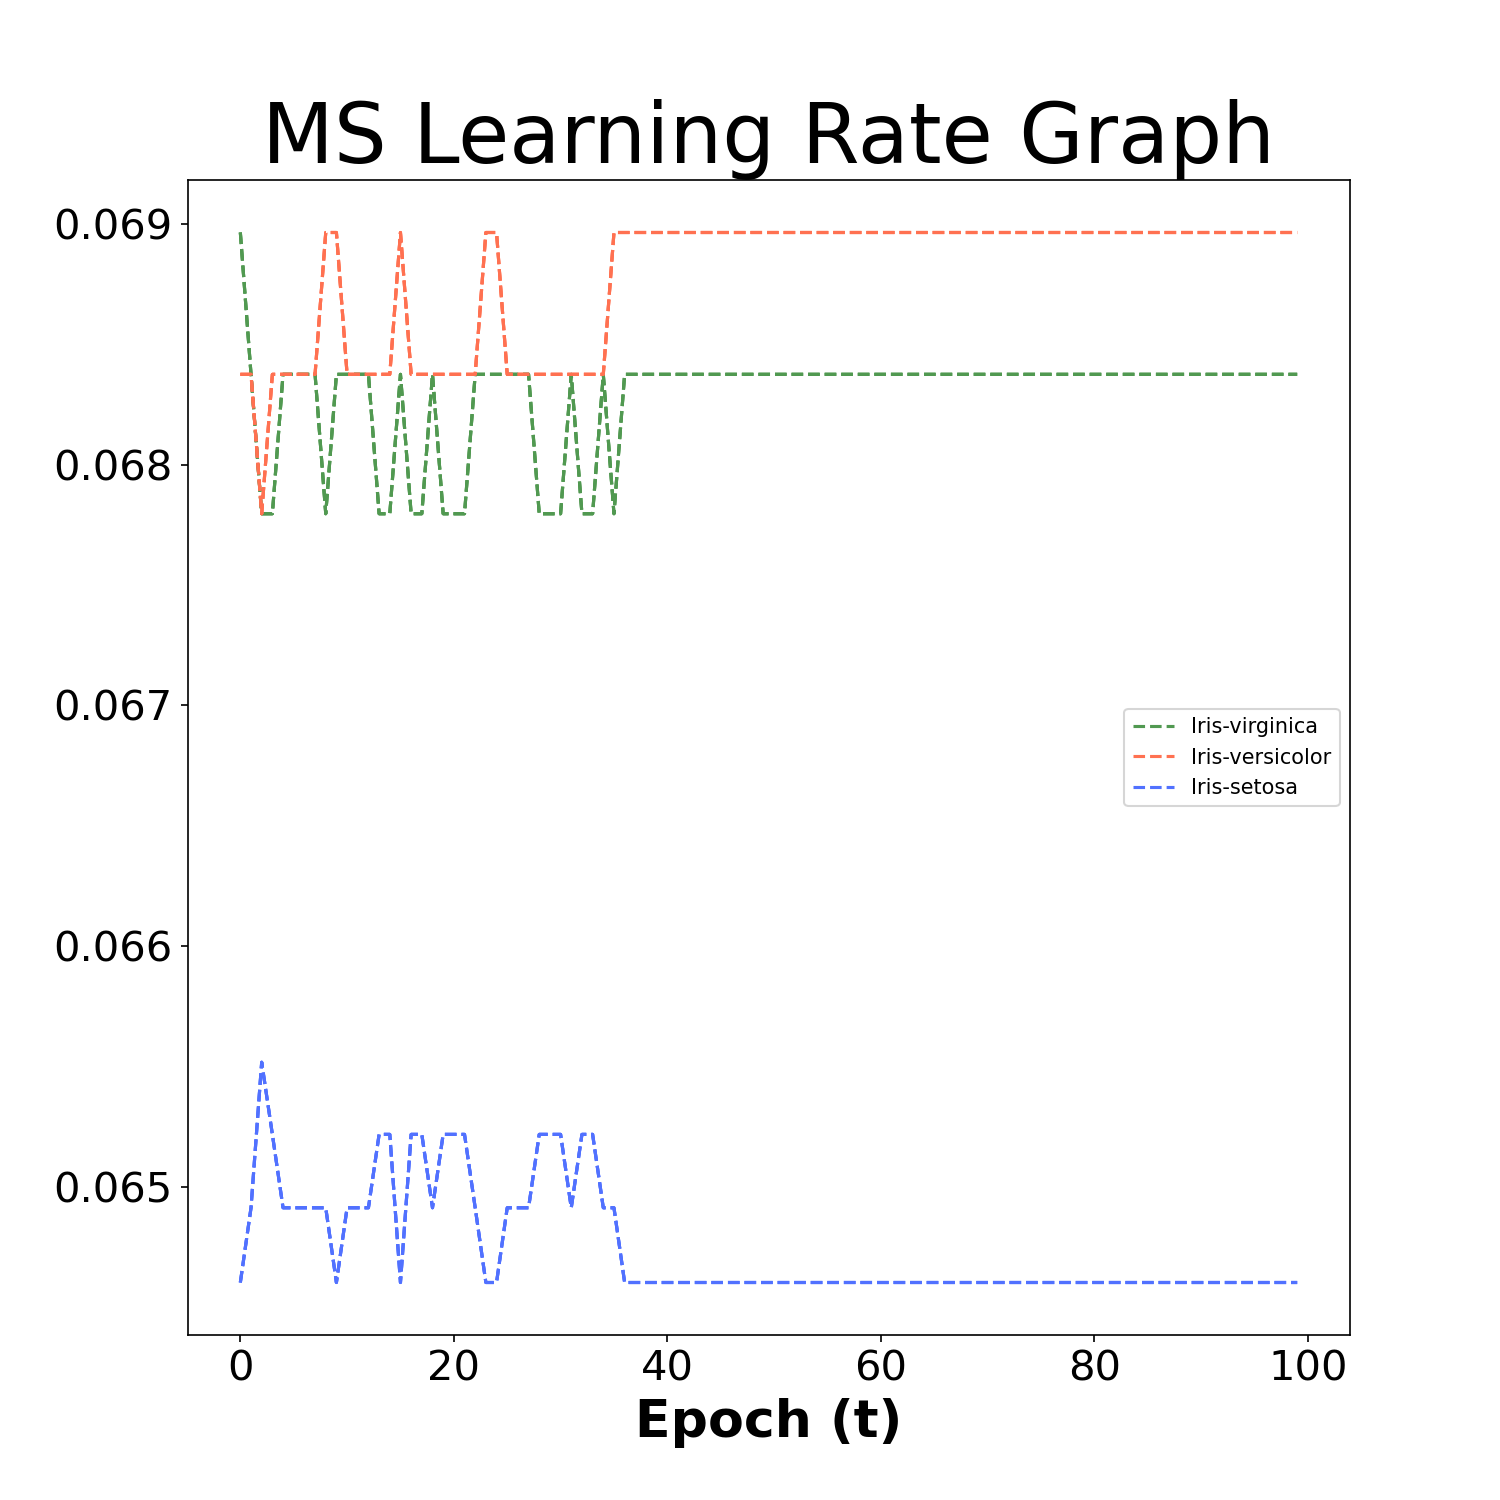 MS Learning Rate Graph
0.069
0.068
0.067
0.066
0.065
Iris-virginica
Iris-versicolor
Iris-setosa
0 20 40 60 80 100
Epoch (t)